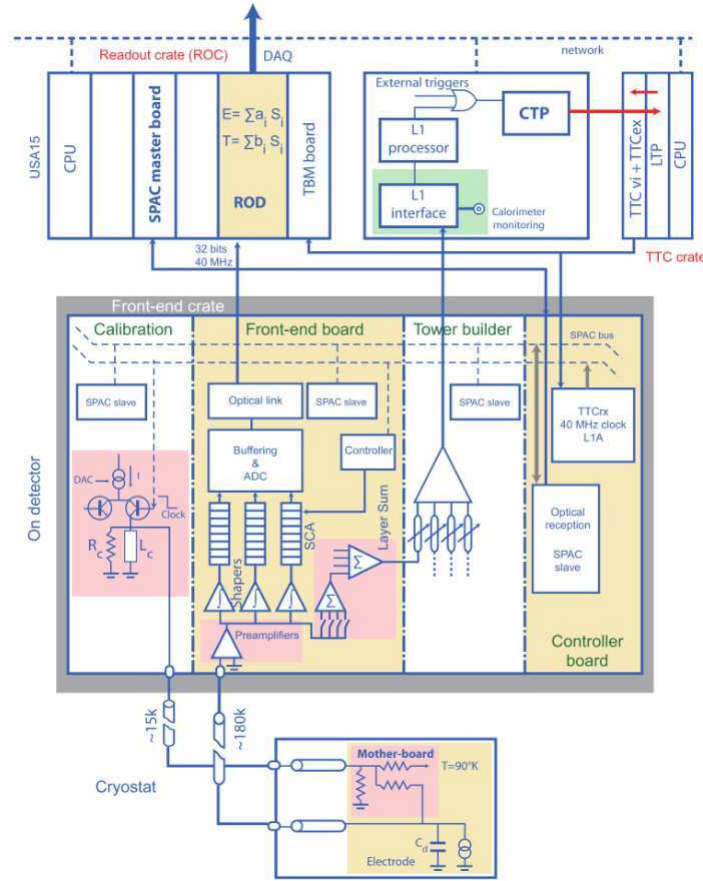 Readout crate (ROC)
DAQ
network
USA15
CPU
SPAC master board
E= ∑a_i S_i
T= ∑b_i S_i
ROD
TBM board
External triggers
CTP
L1
processor
L1
interface
Calorimeter
monitoring
TTC vi + TTCex
LTP
CPU
TTC crate
32 bits
40 MHz
Front-end crate
On detector
Calibration
Front-end board
Tower builder
SPAC bus
SPAC slave
Optical link
SPAC slave
SPAC slave
TTCrx
40 MHz clock
L1A
Buffering
&
ADC
Controller
DAC
I
Clock
R_c
L_c
SCA
Layer Sum
Shapers
∫
∫
∫
Σ
Σ
Preamplifiers
Optical
reception
SPAC
slave
Controller
board
~15k
~180k
Cryostat
Mother-board
T=90°K
C_d
Electrode